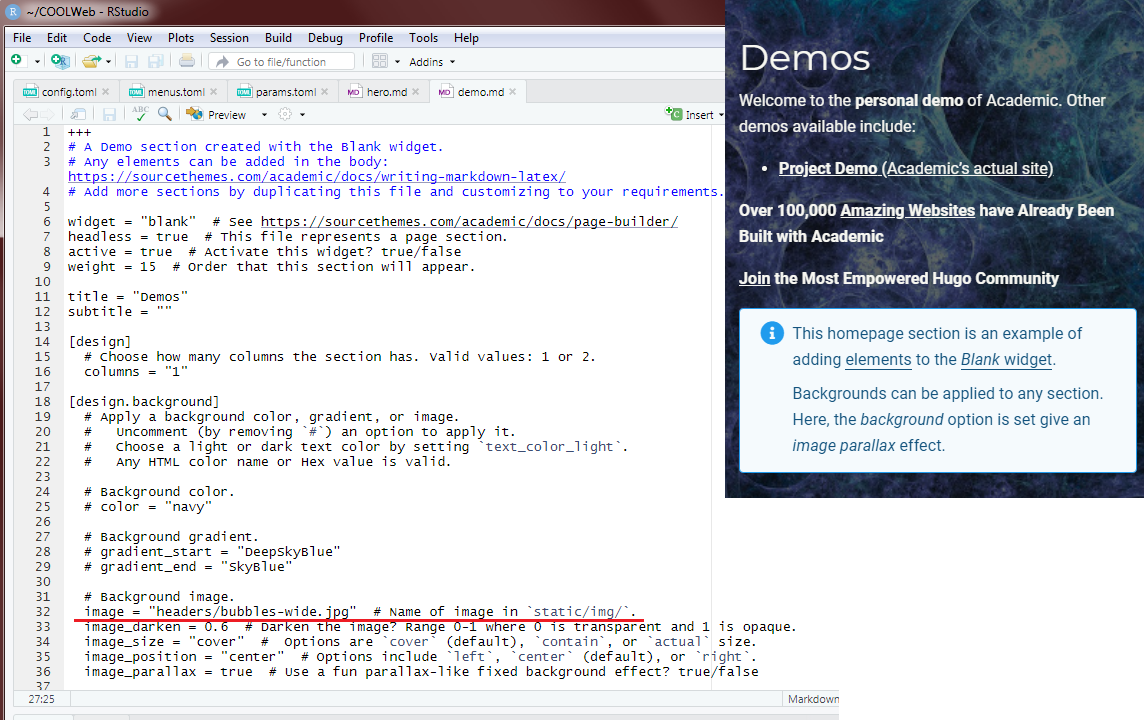 ~/COOLWeb - RStudio
File Edit Code View Plots Session Build Debug Profile Tools Help
Go to file/function Addins
config.toml menus.toml params.toml hero.md demo.md
ABC Preview Insert
1 +++
2 # A Demo section created with the Blank widget.
3 # Any elements can be added in the body:
https://sourcethemes.com/academic/docs/writing-markdown-latex/
4 # Add more sections by duplicating this file and customizing to your requirements.
5
6 widget = "blank"  # See https://sourcethemes.com/academic/docs/page-builder/
7 headless = true  # This file represents a page section.
8 active = true  # Activate this widget? true/false
9 weight = 15  # Order that this section will appear.
10
11 title = "Demos"
12 subtitle = ""
13
14 [design]
15   # Choose how many columns the section has. Valid values: 1 or 2.
16   columns = "1"
17
18 [design.background]
19   # Apply a background color, gradient, or image.
20   #   Uncomment (by removing `#`) an option to apply it.
21   #   Choose a light or dark text color by setting `text_color_light`.
22   #   Any HTML color name or Hex value is valid.
23
24   # Background color.
25   # color = "navy"
26
27   # Background gradient.
28   # gradient_start = "DeepSkyBlue"
29   # gradient_end = "SkyBlue"
30
31   # Background image.
32   image = "headers/bubbles-wide.jpg"  # Name of image in `static/img/`.
33   image_darken = 0.6  # Darken the image? Range 0-1 where 0 is transparent and 1 is opaque.
34   image_size = "cover"  #  Options are `cover` (default), `contain`, or `actual` size.
35   image_position = "center"  # Options include `left`, `center` (default), or `right`.
36   image_parallax = true  # Use a fun parallax-like fixed background effect? true/false
37
27:25 Markdown
Demos
Welcome to the personal demo of Academic. Other
demos available include:
• Project Demo (Academic's actual site)
Over 100,000 Amazing Websites have Already Been
Built with Academic
Join the Most Empowered Hugo Community
This homepage section is an example of
adding elements to the Blank widget.
Backgrounds can be applied to any section.
Here, the background option is set give an
image parallax effect.